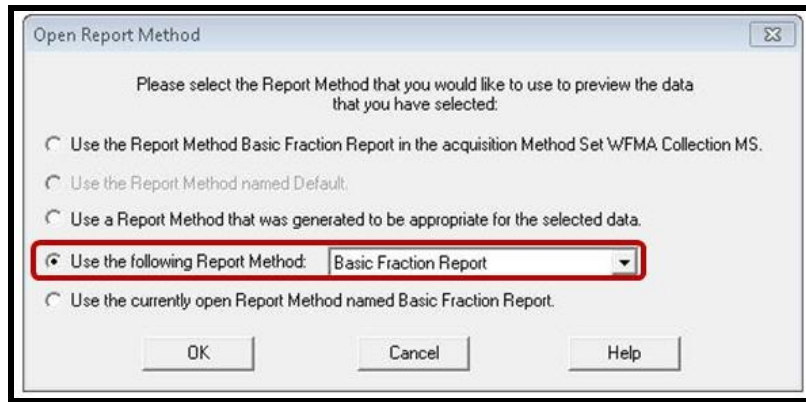 Open Report Method
Please select the Report Method that you would like to use to preview the data
that you have selected:
Use the Report Method Basic Fraction Report in the acquisition Method Set WFMA Collection MS.
Use the Report Method named Default.
Use a Report Method that was generated to be appropriate for the selected data.
Use the following Report Method: Basic Fraction Report
Use the currently open Report Method named Basic Fraction Report.
OK Cancel Help